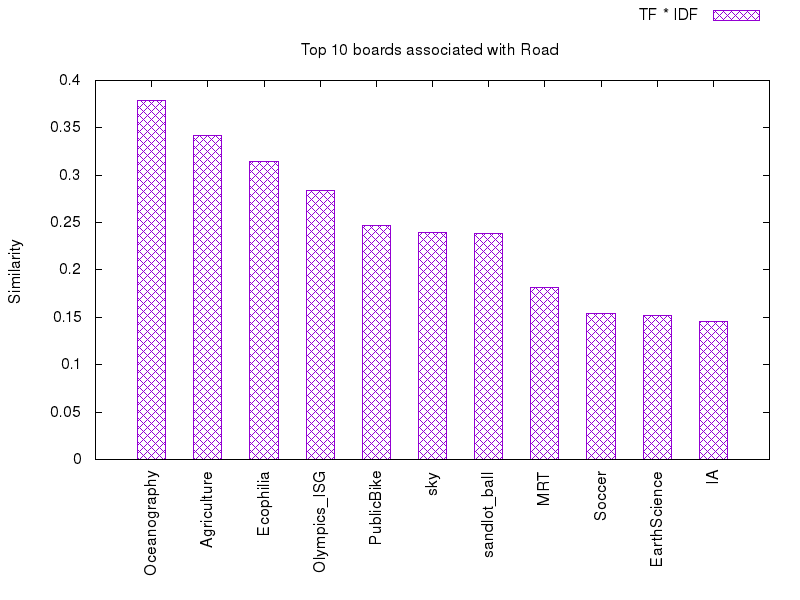 TF * IDF
Top 10 boards associated with Road
Similarity
0.4
0.35
0.3
0.25
0.2
0.15
0.1
0.05
0
Oceanography
Agriculture
Ecophilia
Olympics_ISG
PublicBike
sky
sandlot_ball
MRT
Soccer
EarthScience
IA